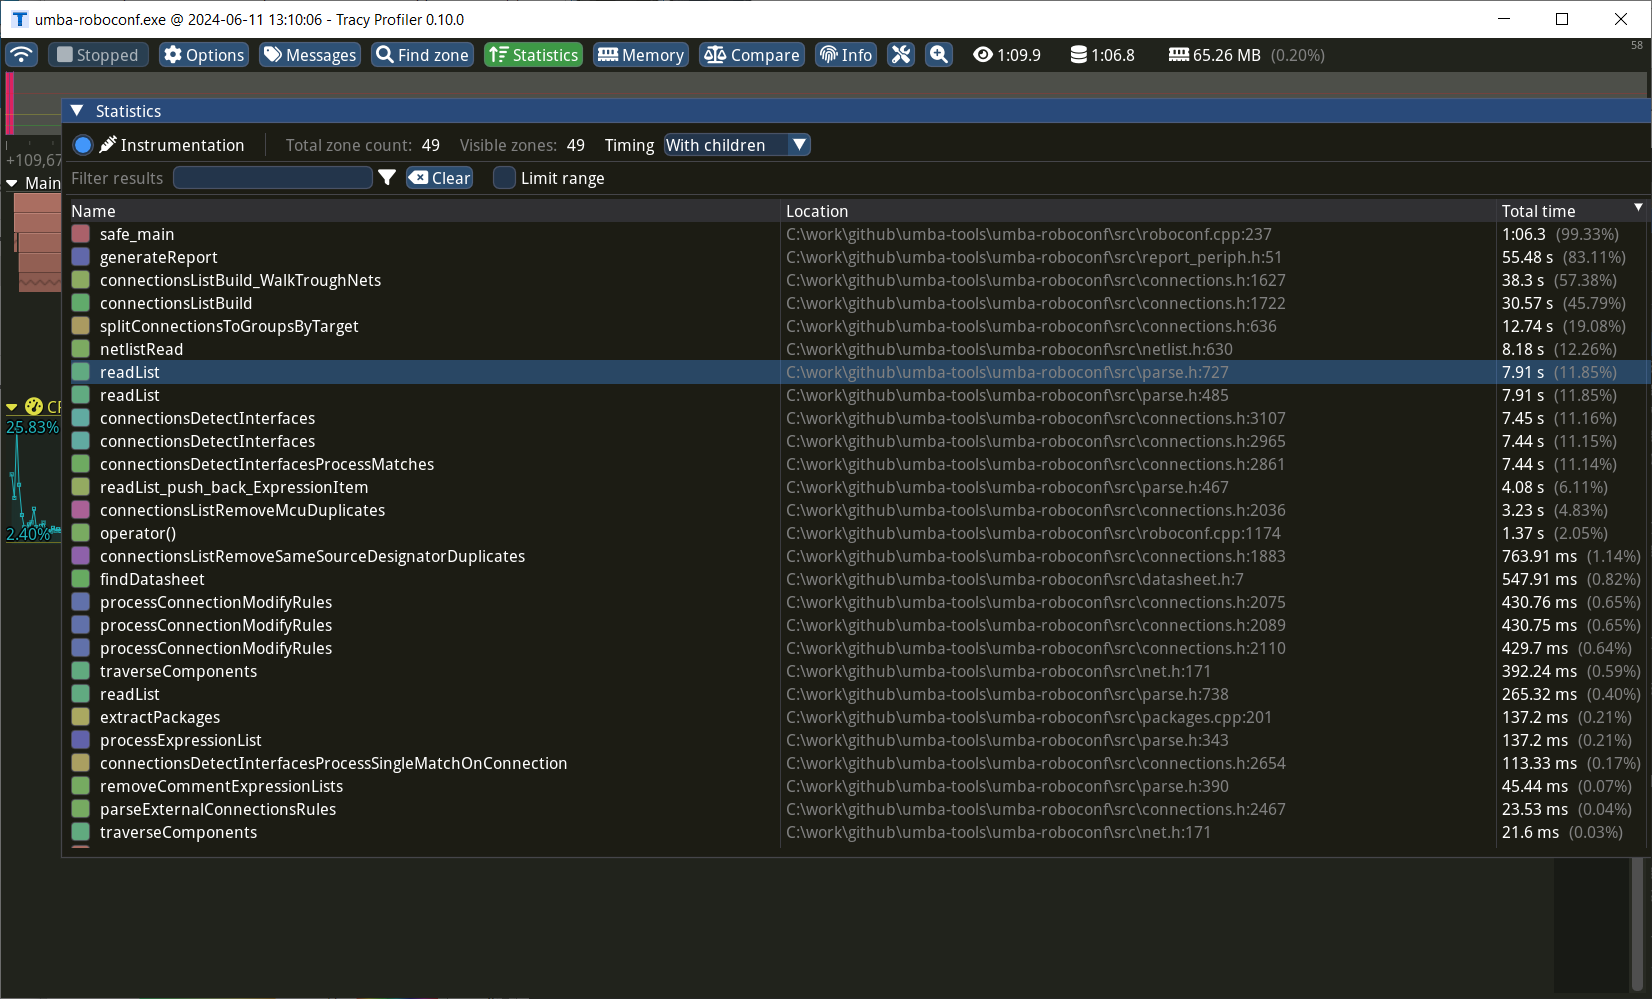 umba-roboconf.exe @ 2024-06-11 13:10:06 - Tracy Profiler 0.10.0
Stopped Options Messages Find zone Statistics Memory Compare Info 1:09.9 1:06.8 65.26 MB (0.20%) 58
Statistics
Instrumentation Total zone count: 49 Visible zones: 49 Timing With children
+109,67
Filter results Clear Limit range
Main
Name Location Total time
safe_main C:\work\github\umba-tools\umba-roboconf\src\roboconf.cpp:237 1:06.3 (99.33%)
generateReport C:\work\github\umba-tools\umba-roboconf\src\report_periph.h:51 55.48 s (83.11%)
connectionsListBuild_WalkTroughNets C:\work\github\umba-tools\umba-roboconf\src\connections.h:1627 38.3 s (57.38%)
connectionsListBuild C:\work\github\umba-tools\umba-roboconf\src\connections.h:1722 30.57 s (45.79%)
splitConnectionsToGroupsByTarget C:\work\github\umba-tools\umba-roboconf\src\connections.h:636 12.74 s (19.08%)
netlistRead C:\work\github\umba-tools\umba-roboconf\src\netlist.h:630 8.18 s (12.26%)
readList C:\work\github\umba-tools\umba-roboconf\src\parse.h:727 7.91 s (11.85%)
readList C:\work\github\umba-tools\umba-roboconf\src\parse.h:485 7.91 s (11.85%)
CP
connectionsDetectInterfaces C:\work\github\umba-tools\umba-roboconf\src\connections.h:3107 7.45 s (11.16%)
25.83%
connectionsDetectInterfaces C:\work\github\umba-tools\umba-roboconf\src\connections.h:2965 7.44 s (11.15%)
connectionsDetectInterfacesProcessMatches C:\work\github\umba-tools\umba-roboconf\src\connections.h:2861 7.44 s (11.14%)
readList_push_back_ExpressionItem C:\work\github\umba-tools\umba-roboconf\src\parse.h:467 4.08 s (6.11%)
connectionsListRemoveMcuDuplicates C:\work\github\umba-tools\umba-roboconf\src\connections.h:2036 3.23 s (4.83%)
2.40%
operator() C:\work\github\umba-tools\umba-roboconf\src\roboconf.cpp:1174 1.37 s (2.05%)
connectionsListRemoveSameSourceDesignatorDuplicates C:\work\github\umba-tools\umba-roboconf\src\connections.h:1883 763.91 ms (1.14%)
findDatasheet C:\work\github\umba-tools\umba-roboconf\src\datasheet.h:7 547.91 ms (0.82%)
processConnectionModifyRules C:\work\github\umba-tools\umba-roboconf\src\connections.h:2075 430.76 ms (0.65%)
processConnectionModifyRules C:\work\github\umba-tools\umba-roboconf\src\connections.h:2089 430.75 ms (0.65%)
processConnectionModifyRules C:\work\github\umba-tools\umba-roboconf\src\connections.h:2110 429.7 ms (0.64%)
traverseComponents C:\work\github\umba-tools\umba-roboconf\src\net.h:171 392.24 ms (0.59%)
readList C:\work\github\umba-tools\umba-roboconf\src\parse.h:738 265.32 ms (0.40%)
extractPackages C:\work\github\umba-tools\umba-roboconf\src\packages.cpp:201 137.2 ms (0.21%)
processExpressionList C:\work\github\umba-tools\umba-roboconf\src\parse.h:343 137.2 ms (0.21%)
connectionsDetectInterfacesProcessSingleMatchOnConnection C:\work\github\umba-tools\umba-roboconf\src\connections.h:2654 113.33 ms (0.17%)
removeCommentExpressionLists C:\work\github\umba-tools\umba-roboconf\src\parse.h:390 45.44 ms (0.07%)
parseExternalConnectionsRules C:\work\github\umba-tools\umba-roboconf\src\connections.h:2467 23.53 ms (0.04%)
traverseComponents C:\work\github\umba-tools\umba-roboconf\src\net.h:171 21.6 ms (0.03%)